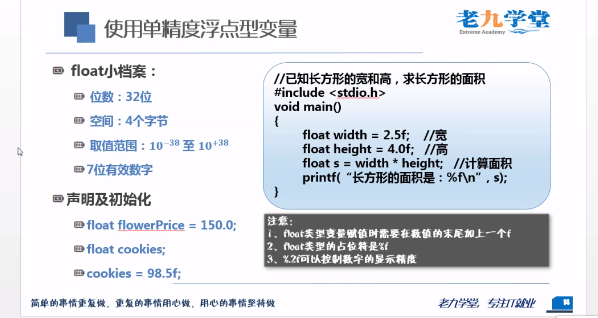 使用单精度浮点型变量
老九学堂
Extreme Academy
float小档案：
位数：32位
空间：4个字节
取值范围：10⁻³⁸ 至 10⁺³⁸
7位有效数字
声明及初始化
float flowerPrice = 150.0;
float cookies;
cookies = 98.5f;
//已知长方形的宽和高，求长方形的面积
#include <stdio.h>
void main()
{
float width = 2.5f; //宽
float height = 4.0f; //高
float s = width * height; //计算面积
printf(“长方形的面积是：%f\n”, s);
}
注意：
1、float类型变量赋值时需要在数值的末尾加上一个f
2、float类型的占位符是%f
3、%.2f可以控制数字的显示精度
简单的事情重复做，重复的事情用心做，用心的事情坚持做
老九学堂，专注IT就业